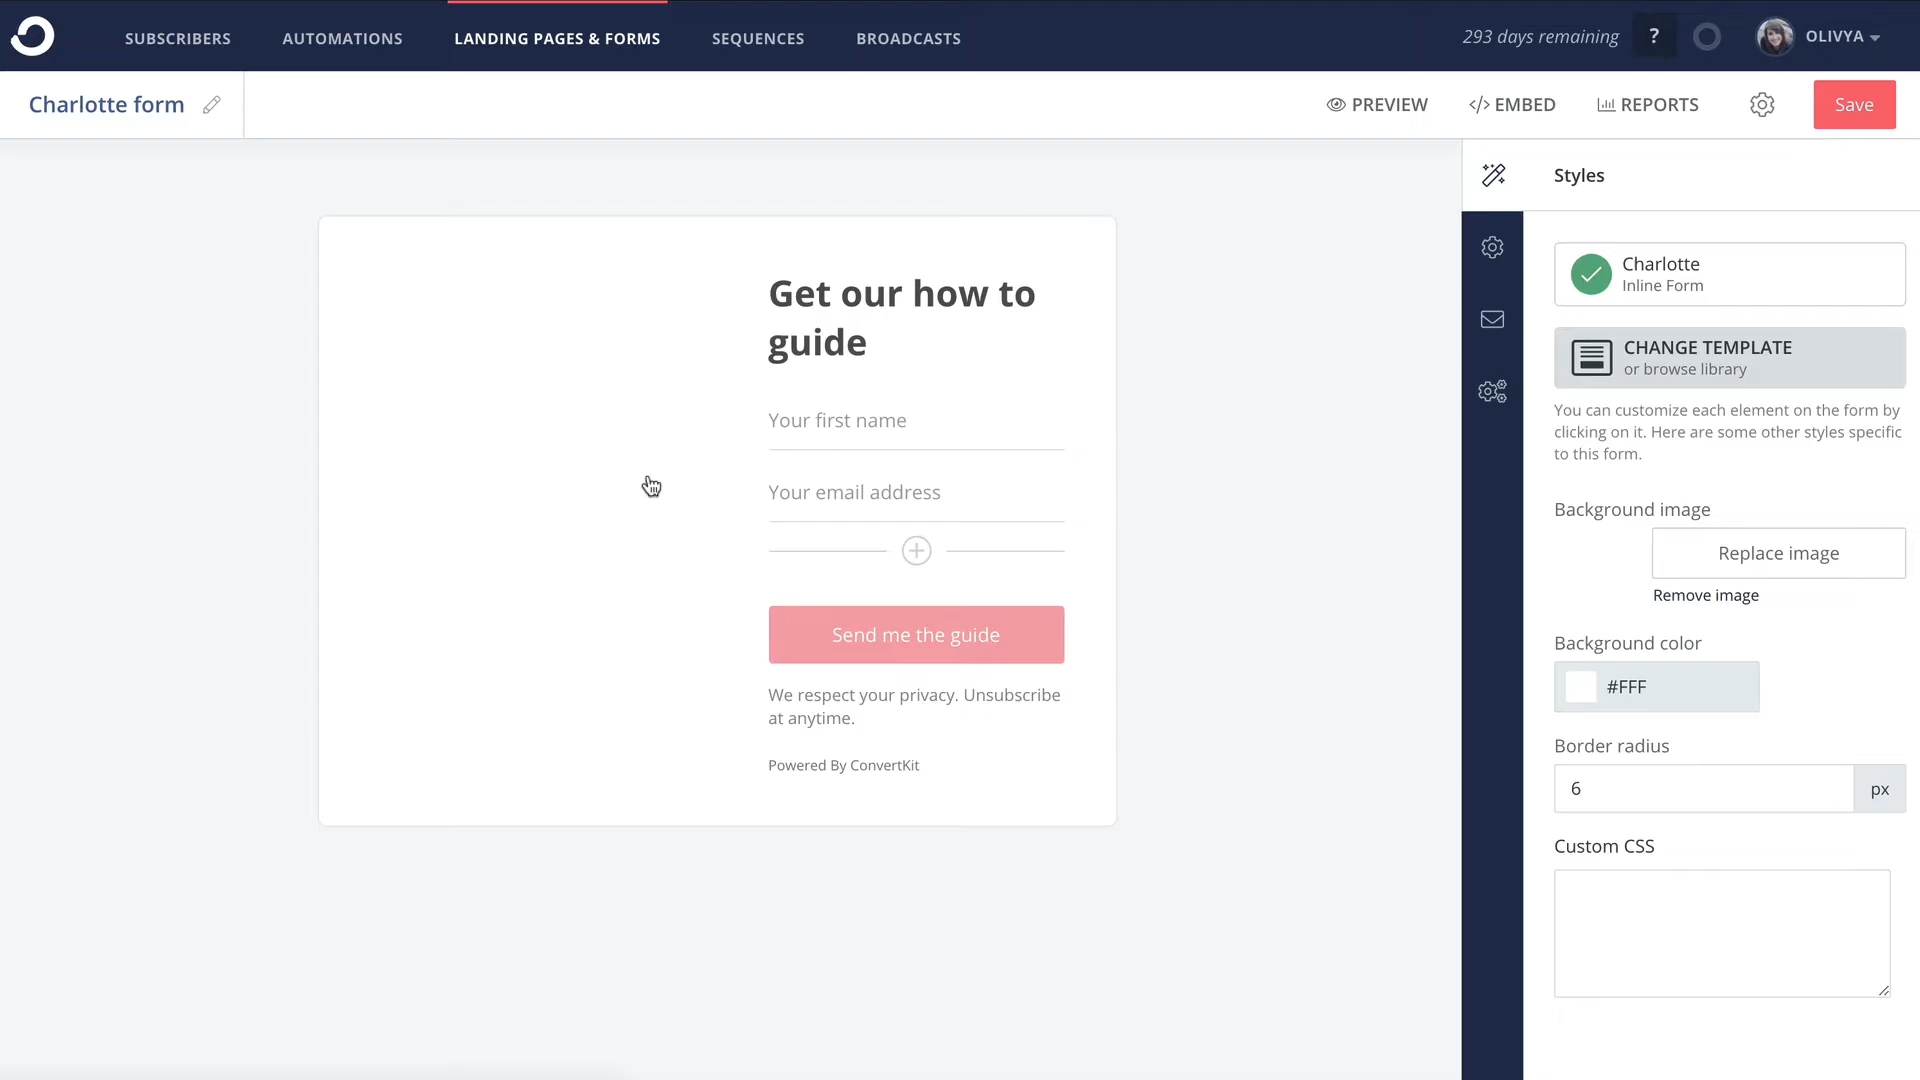 SUBSCRIBERS
AUTOMATIONS
LANDING PAGES & FORMS
SEQUENCES
BROADCASTS
293 days remaining
?
OLIVYA
Charlotte form
PREVIEW
</> EMBED
REPORTS
Save
Styles
Charlotte
Inline Form
CHANGE TEMPLATE
or browse library
You can customize each element on the form by
clicking on it. Here are some other styles specific
to this form.
Background image
Replace image
Remove image
Background color
#FFF
Border radius
6
px
Custom CSS
Get our how to
guide
Your first name
Your email address
Send me the guide
We respect your privacy. Unsubscribe
at anytime.
Powered By ConvertKit